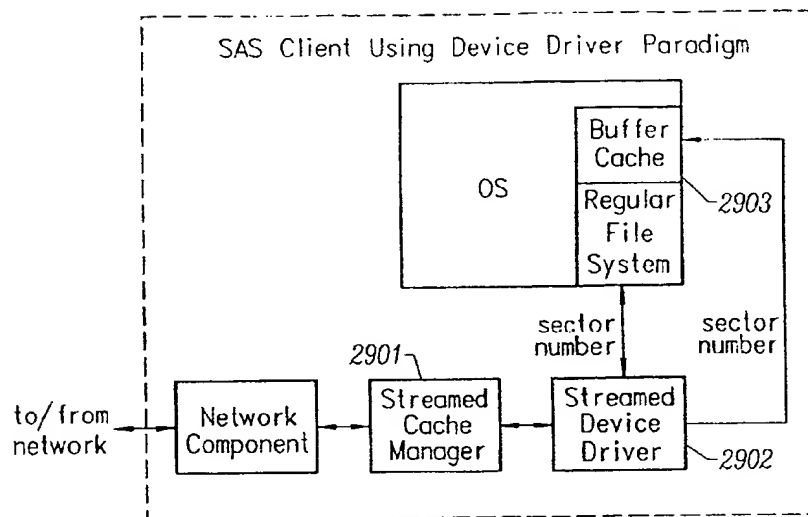 SAS Client Using Device Driver Paradigm
Buffer
Cache
OS
2903
Regular
File
System
sector
number
sector
number
2901
to/from
network
Network
Component
Streamed
Cache
Manager
Streamed
Device
Driver
2902